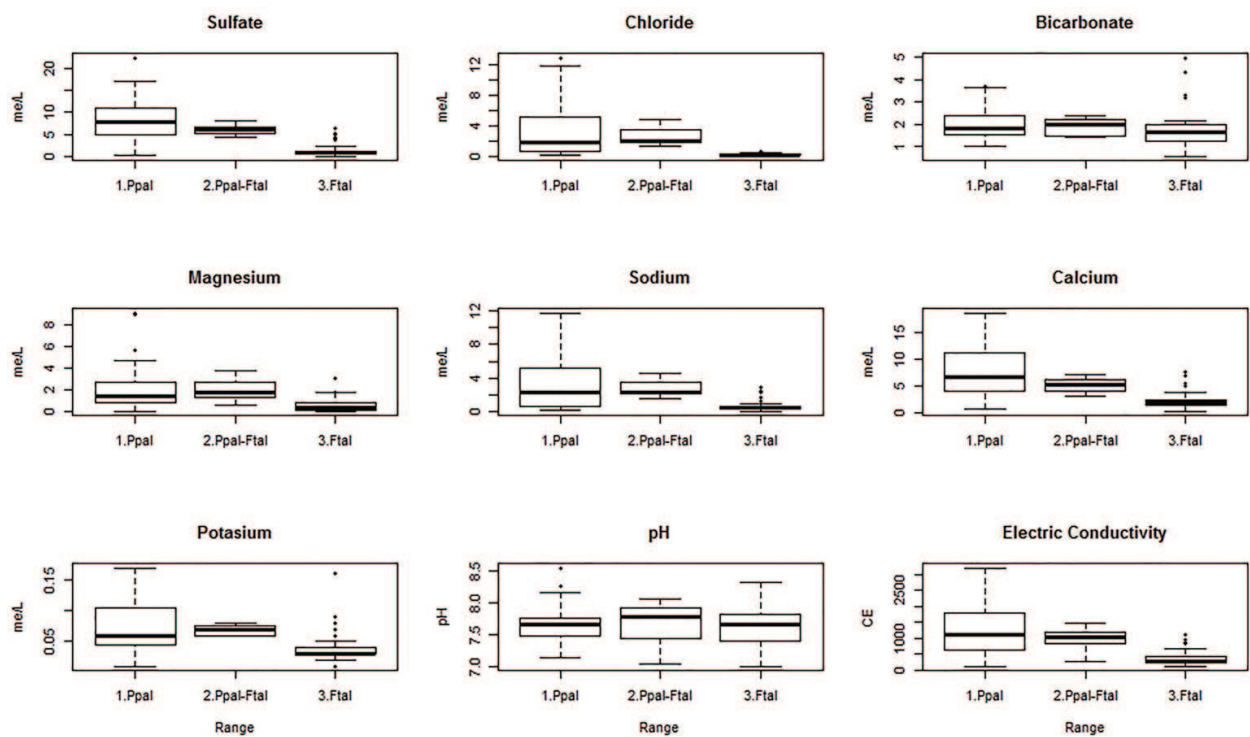 Sulfate
me/L
20
10
5
0
1.Ppal 2.Ppal-Ftal 3.Ftal
Chloride
me/L
12
8
4
0
1.Ppal 2.Ppal-Ftal 3.Ftal
Bicarbonate
me/L
5
4
3
2
1
1.Ppal 2.Ppal-Ftal 3.Ftal
Magnesium
me/L
8
6
4
2
0
1.Ppal 2.Ppal-Ftal 3.Ftal
Sodium
me/L
12
8
4
0
1.Ppal 2.Ppal-Ftal 3.Ftal
Calcium
me/L
15
10
5
0
1.Ppal 2.Ppal-Ftal 3.Ftal
Potasium
me/L
0.15
0.05
1.Ppal 2.Ppal-Ftal 3.Ftal
Range
pH
pH
8.5
8.0
7.5
7.0
1.Ppal 2.Ppal-Ftal 3.Ftal
Range
Electric Conductivity
CE
2500
1000
0
1.Ppal 2.Ppal-Ftal 3.Ftal
Range